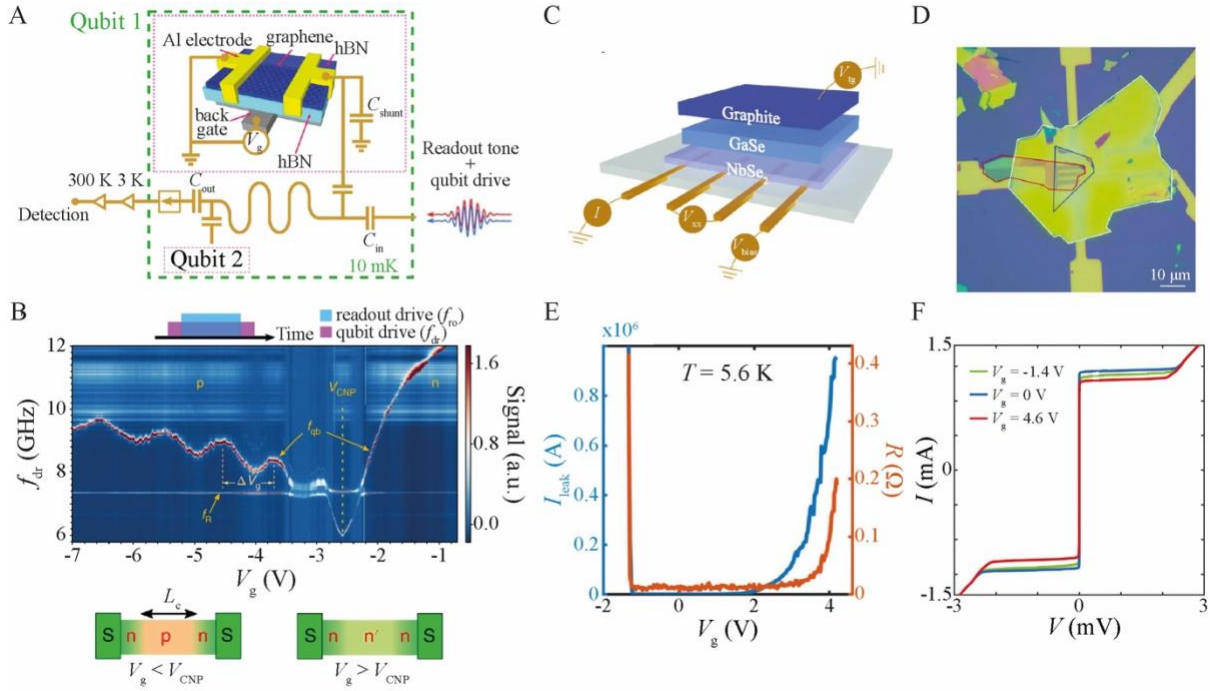 A
Qubit 1
Al electrode
graphene
hBN
C_shunt
back
gate
V_g
hBN
Readout tone
+
qubit drive
300 K 3 K
C_out
Detection
C_in
Qubit 2
10 mK
B
readout drive (f_ro)
Time
qubit drive (f_dr)
12
10
8
6
f_dr (GHz)
p
V_CNP
n
f_qb
Δ V_g
f_R
1.6
0.8
0.0
Signal (a.u.)
-7 -6 -5 -4 -3 -2 -1
V_g (V)
L_c
S n p n S
V_g < V_CNP
S n n′ n S
V_g > V_CNP
C
V_tg
Graphite
GaSe
NbSe₂
I
V_xx
V_bias
D
10 μm
E
x10⁶
T = 5.6 K
0.8
0.6
0.4
0.2
0
I_leak (A)
0.4
0.3
0.2
0.1
0
R (Ω)
-2 0 2 4
V_g (V)
F
1.5
0
-1.5
I (mA)
V_g = -1.4 V
V_g = 0 V
V_g = 4.6 V
-3 0 3
V (mV)